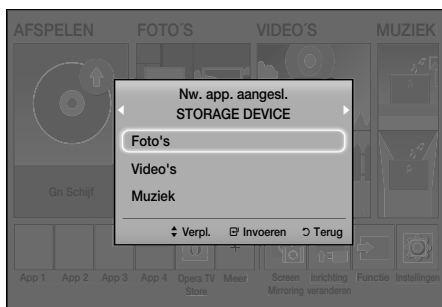 AFSPELEN FOTO´S VIDEO´S MUZIEK
Nw. app. aangesl.
STORAGE DEVICE
Foto's
Video's
Muziek
Verpl. Invoeren Terug
Gn Schijf
App 1 App 2 App 3 App 4 Opera TV Store Meer Screen Mirroring Inrichting veranderen Functie Instellingen